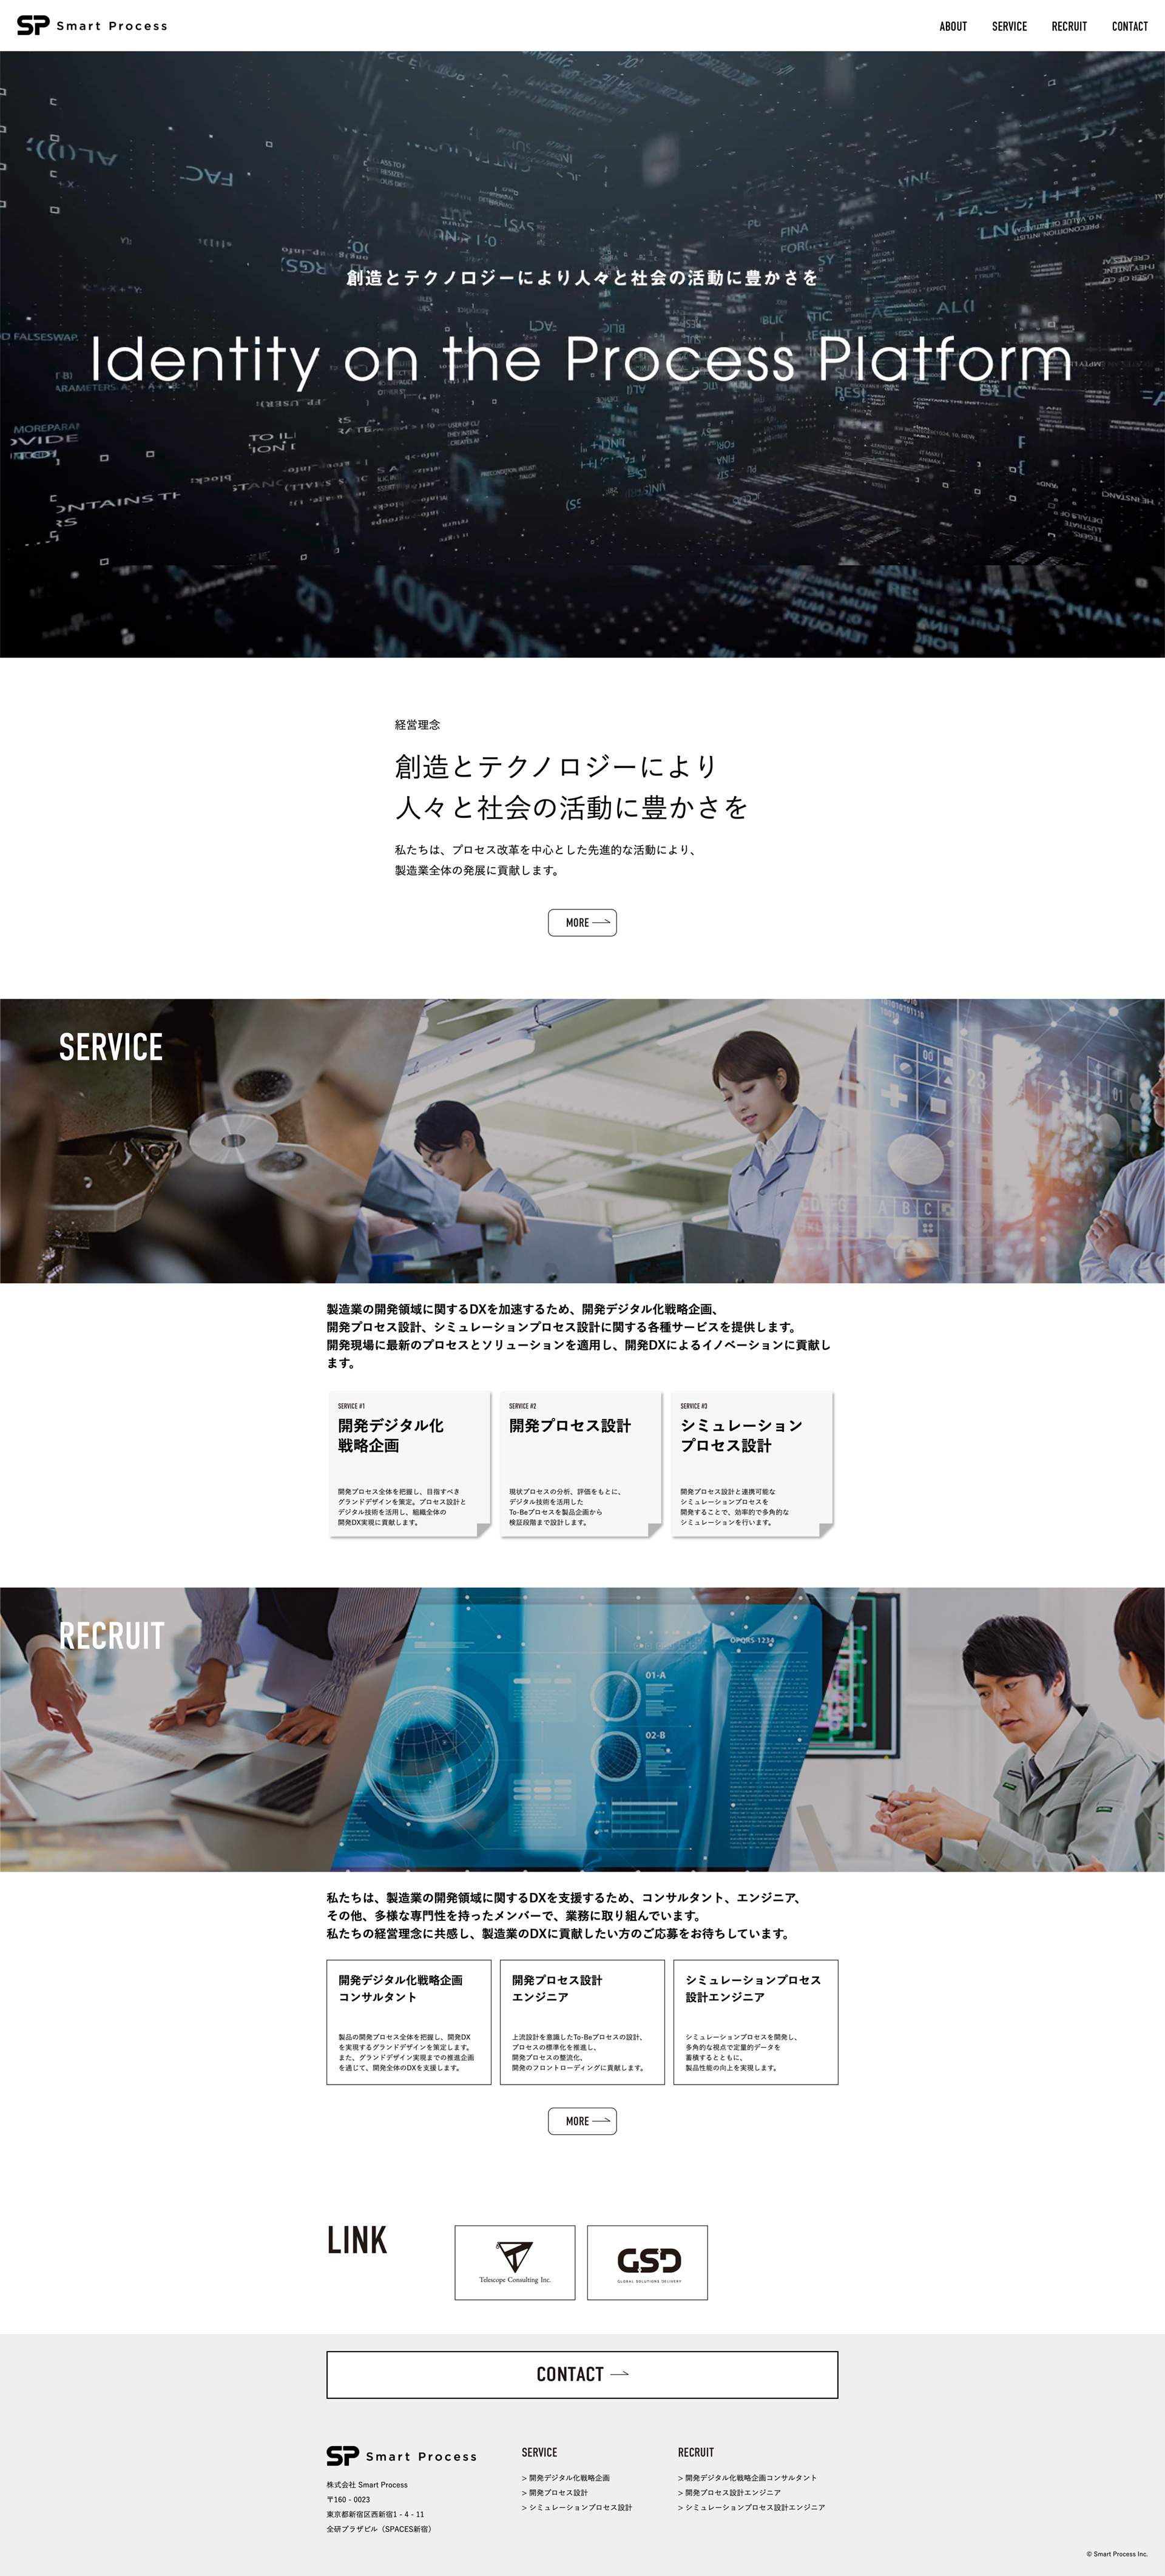 SP Smart Process
ABOUT SERVICE RECRUIT CONTACT
創造とテクノロジーにより人々と社会の活動に豊かさを
Identity on the Process Platform
経営理念
創造とテクノロジーにより
人々と社会の活動に豊かさを
私たちは、プロセス改革を中心とした先進的な活動により、
製造業全体の発展に貢献します。
MORE
SERVICE
製造業の開発領域に関するDXを加速するため、開発デジタル化戦略企画、
開発プロセス設計、シミュレーションプロセス設計に関する各種サービスを提供します。
開発現場に最新のプロセスとソリューションを適用し、開発DXによるイノベーションに貢献し
ます。
SERVICE #1
開発デジタル化
戦略企画
開発プロセス全体を把握し、目指すべき
グランドデザインを策定。プロセス設計と
デジタル技術を活用し、組織全体の
開発DX実現に貢献します。
SERVICE #2
開発プロセス設計
現状プロセスの分析、評価をもとに、
デジタル技術を活用した
To-Beプロセスを製品企画から
検証段階まで設計します。
SERVICE #3
シミュレーション
プロセス設計
開発プロセス設計と連携可能な
シミュレーションプロセスを
開発することで、効率的で多角的な
シミュレーションを行います。
RECRUIT
OPQRS-1234
01-A
02-B
私たちは、製造業の開発領域に関するDXを支援するため、コンサルタント、エンジニア、
その他、多様な専門性を持ったメンバーで、業務に取り組んでいます。
私たちの経営理念に共感し、製造業のDXに貢献したい方のご応募をお待ちしています。
開発デジタル化戦略企画
コンサルタント
製品の開発プロセス全体を把握し、開発DX
を実現するグランドデザインを策定します。
また、グランドデザイン実現までの推進企画
を通じて、開発全体のDXを支援します。
開発プロセス設計
エンジニア
上流設計を意識したTo-Beプロセスの設計、
プロセスの標準化を推進し、
開発プロセスの整流化、
開発のフロントローディングに貢献します。
シミュレーションプロセス
設計エンジニア
シミュレーションプロセスを開発し、
多角的な視点で定量的データを
蓄積するとともに、
製品性能の向上を実現します。
MORE
LINK
Telescope Consulting Inc.
GSD
GLOBAL SOLUTIONS DELIVERY
CONTACT
SP Smart Process
株式会社 Smart Process
〒160 - 0023
東京都新宿区西新宿1 - 4 - 11
全研プラザビル（SPACES新宿）
SERVICE
> 開発デジタル化戦略企画
> 開発プロセス設計
> シミュレーションプロセス設計
RECRUIT
> 開発デジタル化戦略企画コンサルタント
> 開発プロセス設計エンジニア
> シミュレーションプロセス設計エンジニア
© Smart Process Inc.